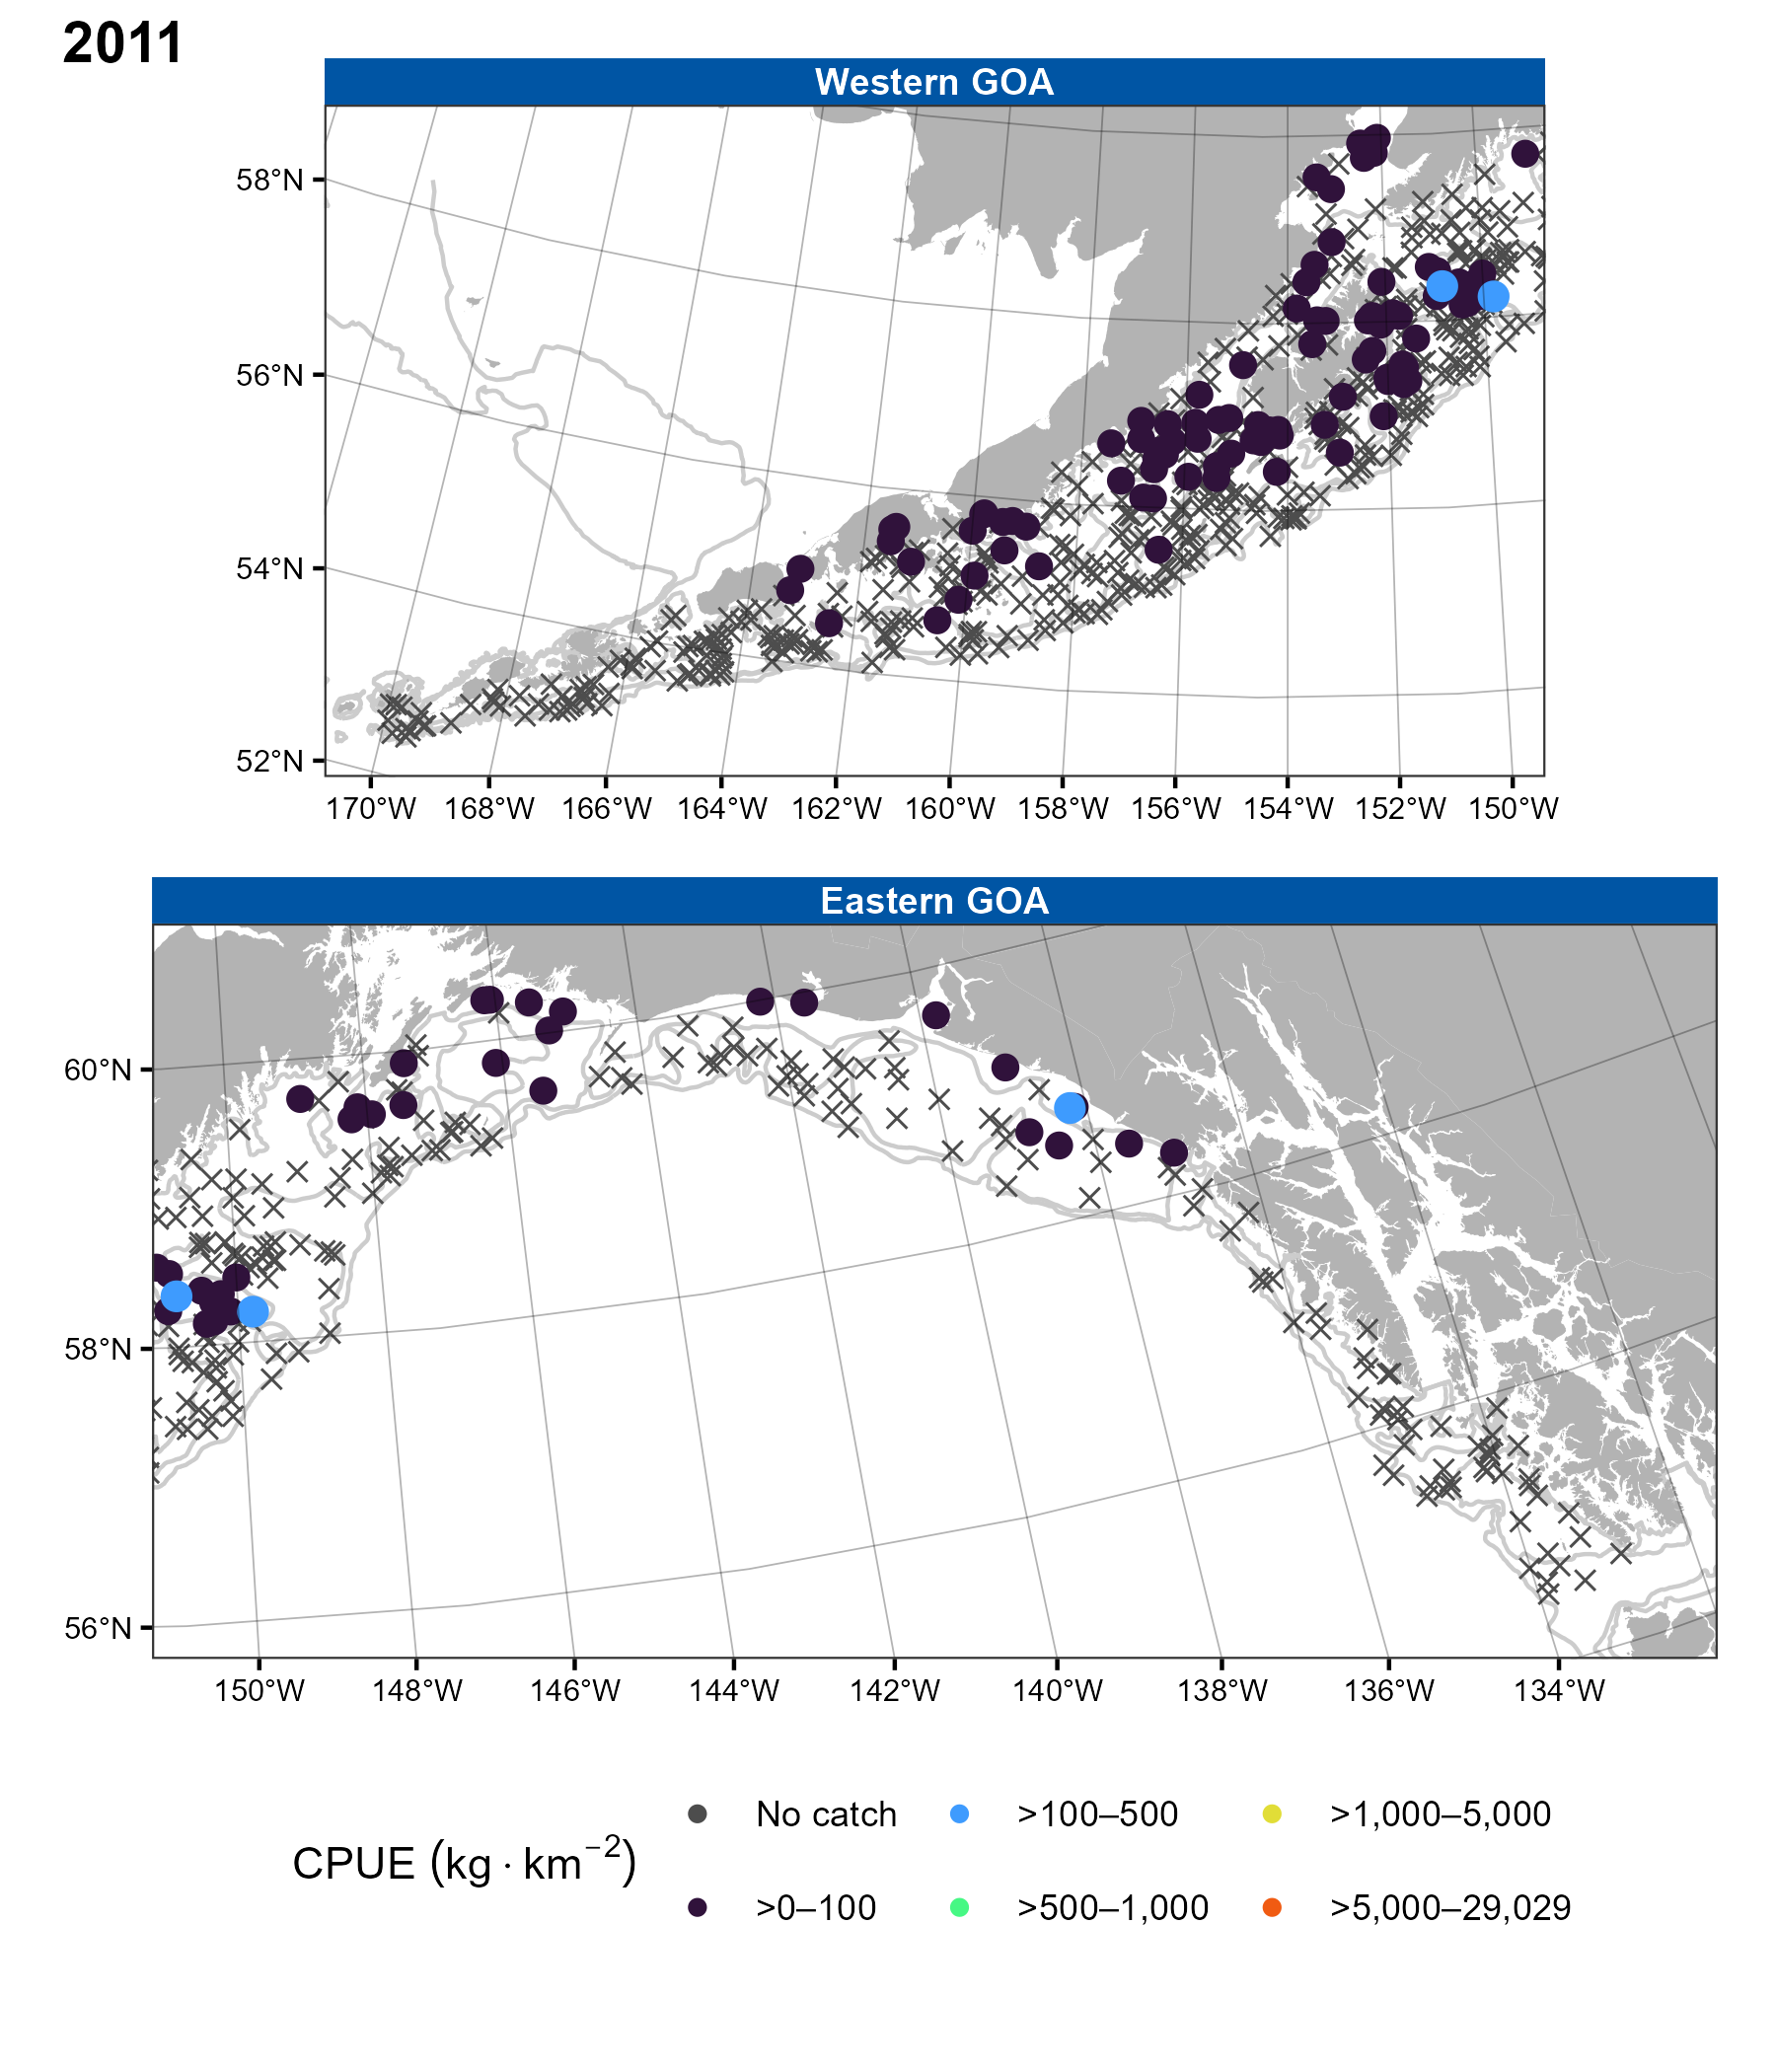 2011
Western GOA
58°N
56°N
54°N
52°N
170°W 168°W 166°W 164°W 162°W 160°W 158°W 156°W 154°W 152°W 150°W
Eastern GOA
60°N
58°N
56°N
150°W 148°W 146°W 144°W 142°W 140°W 138°W 136°W 134°W
CPUE (kg · km⁻²)
No catch >100–500 >1,000–5,000
>0–100 >500–1,000 >5,000–29,029